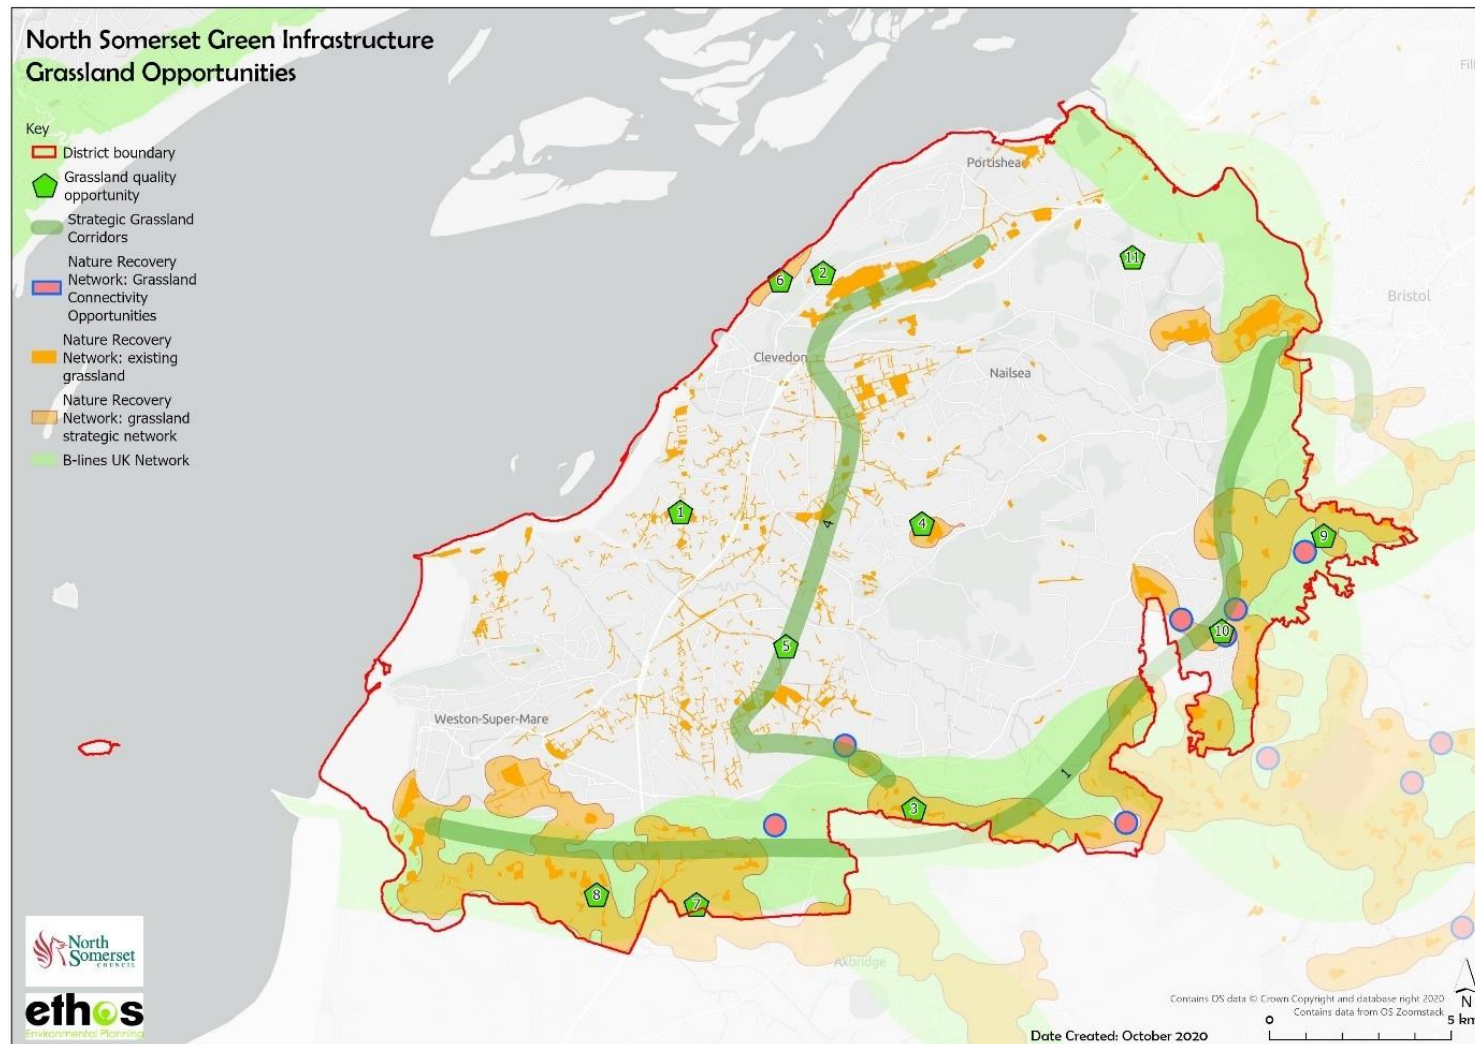 North Somerset Green Infrastructure
Grassland Opportunities
Key
District boundary
Grassland quality
opportunity
Strategic Grassland
Corridors
Nature Recovery
Network: Grassland
Connectivity
Opportunities
Nature Recovery
Network: existing
grassland
Nature Recovery
Network: grassland
strategic network
B-lines UK Network
Portishead
11
6
2
Bristol
Clevedon
Nailsea
1
4
4
9
5
10
Weston-Super-Mare
1
3
8
7
Axbridge
North
Somerset
COUNCIL
ethos
Environmental Planning
Contains OS data © Crown Copyright and database right 2020
Contains data from OS Zoomstack
N
Date Created: October 2020
0
5 km